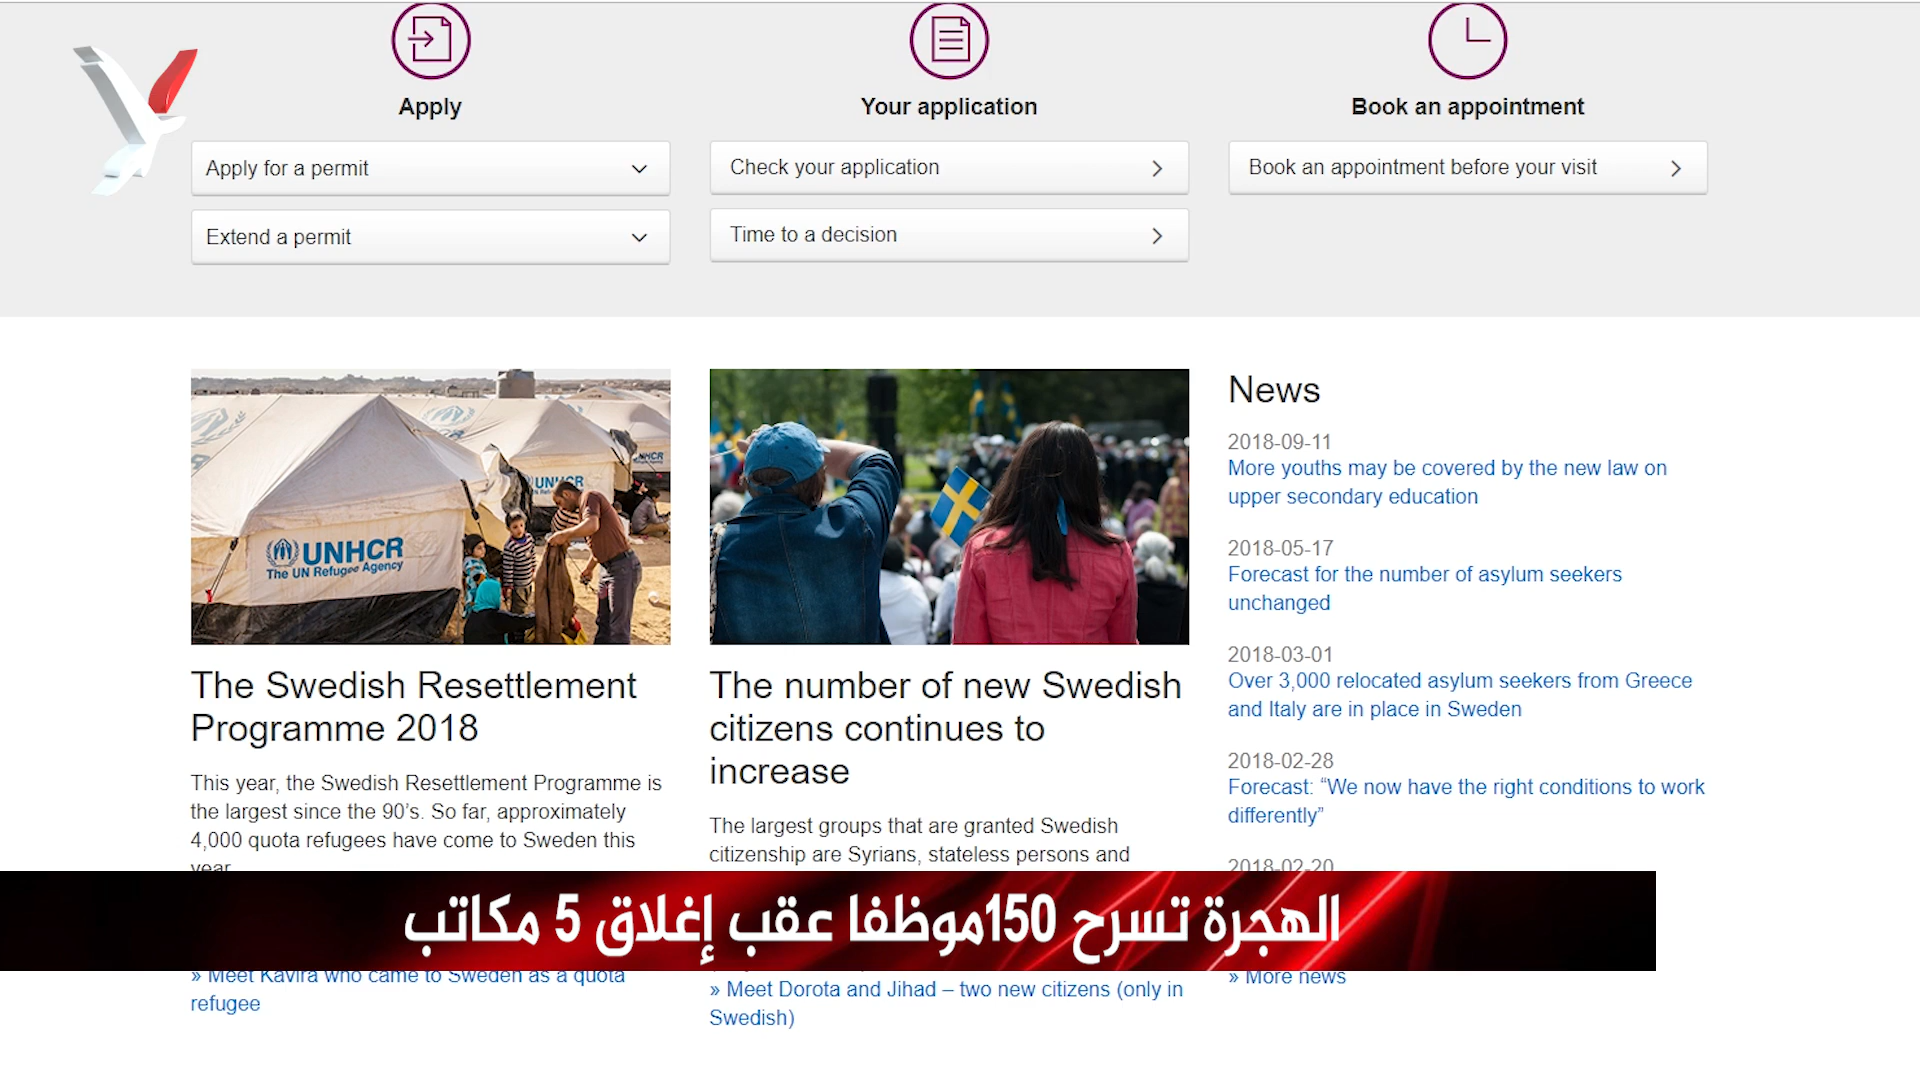 Apply
Your application
Book an appointment
Apply for a permit
Check your application
Book an appointment before your visit
Extend a permit
Time to a decision
UNHCR
The UN Refugee Agency
UNHCR
The Swedish Resettlement
Programme 2018
This year, the Swedish Resettlement Programme is
the largest since the 90's. So far, approximately
4,000 quota refugees have come to Sweden this
year.
» Meet Kavira who came to Sweden as a quota
refugee
The number of new Swedish
citizens continues to
increase
The largest groups that are granted Swedish
citizenship are Syrians, stateless persons and
» Meet Dorota and Jihad – two new citizens (only in
Swedish)
News
2018-09-11
More youths may be covered by the new law on
upper secondary education
2018-05-17
Forecast for the number of asylum seekers
unchanged
2018-03-01
Over 3,000 relocated asylum seekers from Greece
and Italy are in place in Sweden
2018-02-28
Forecast: “We now have the right conditions to work
differently”
2018-02-20
» More news
الهجرة تسرح 150موظفا عقب إغلاق 5 مكاتب